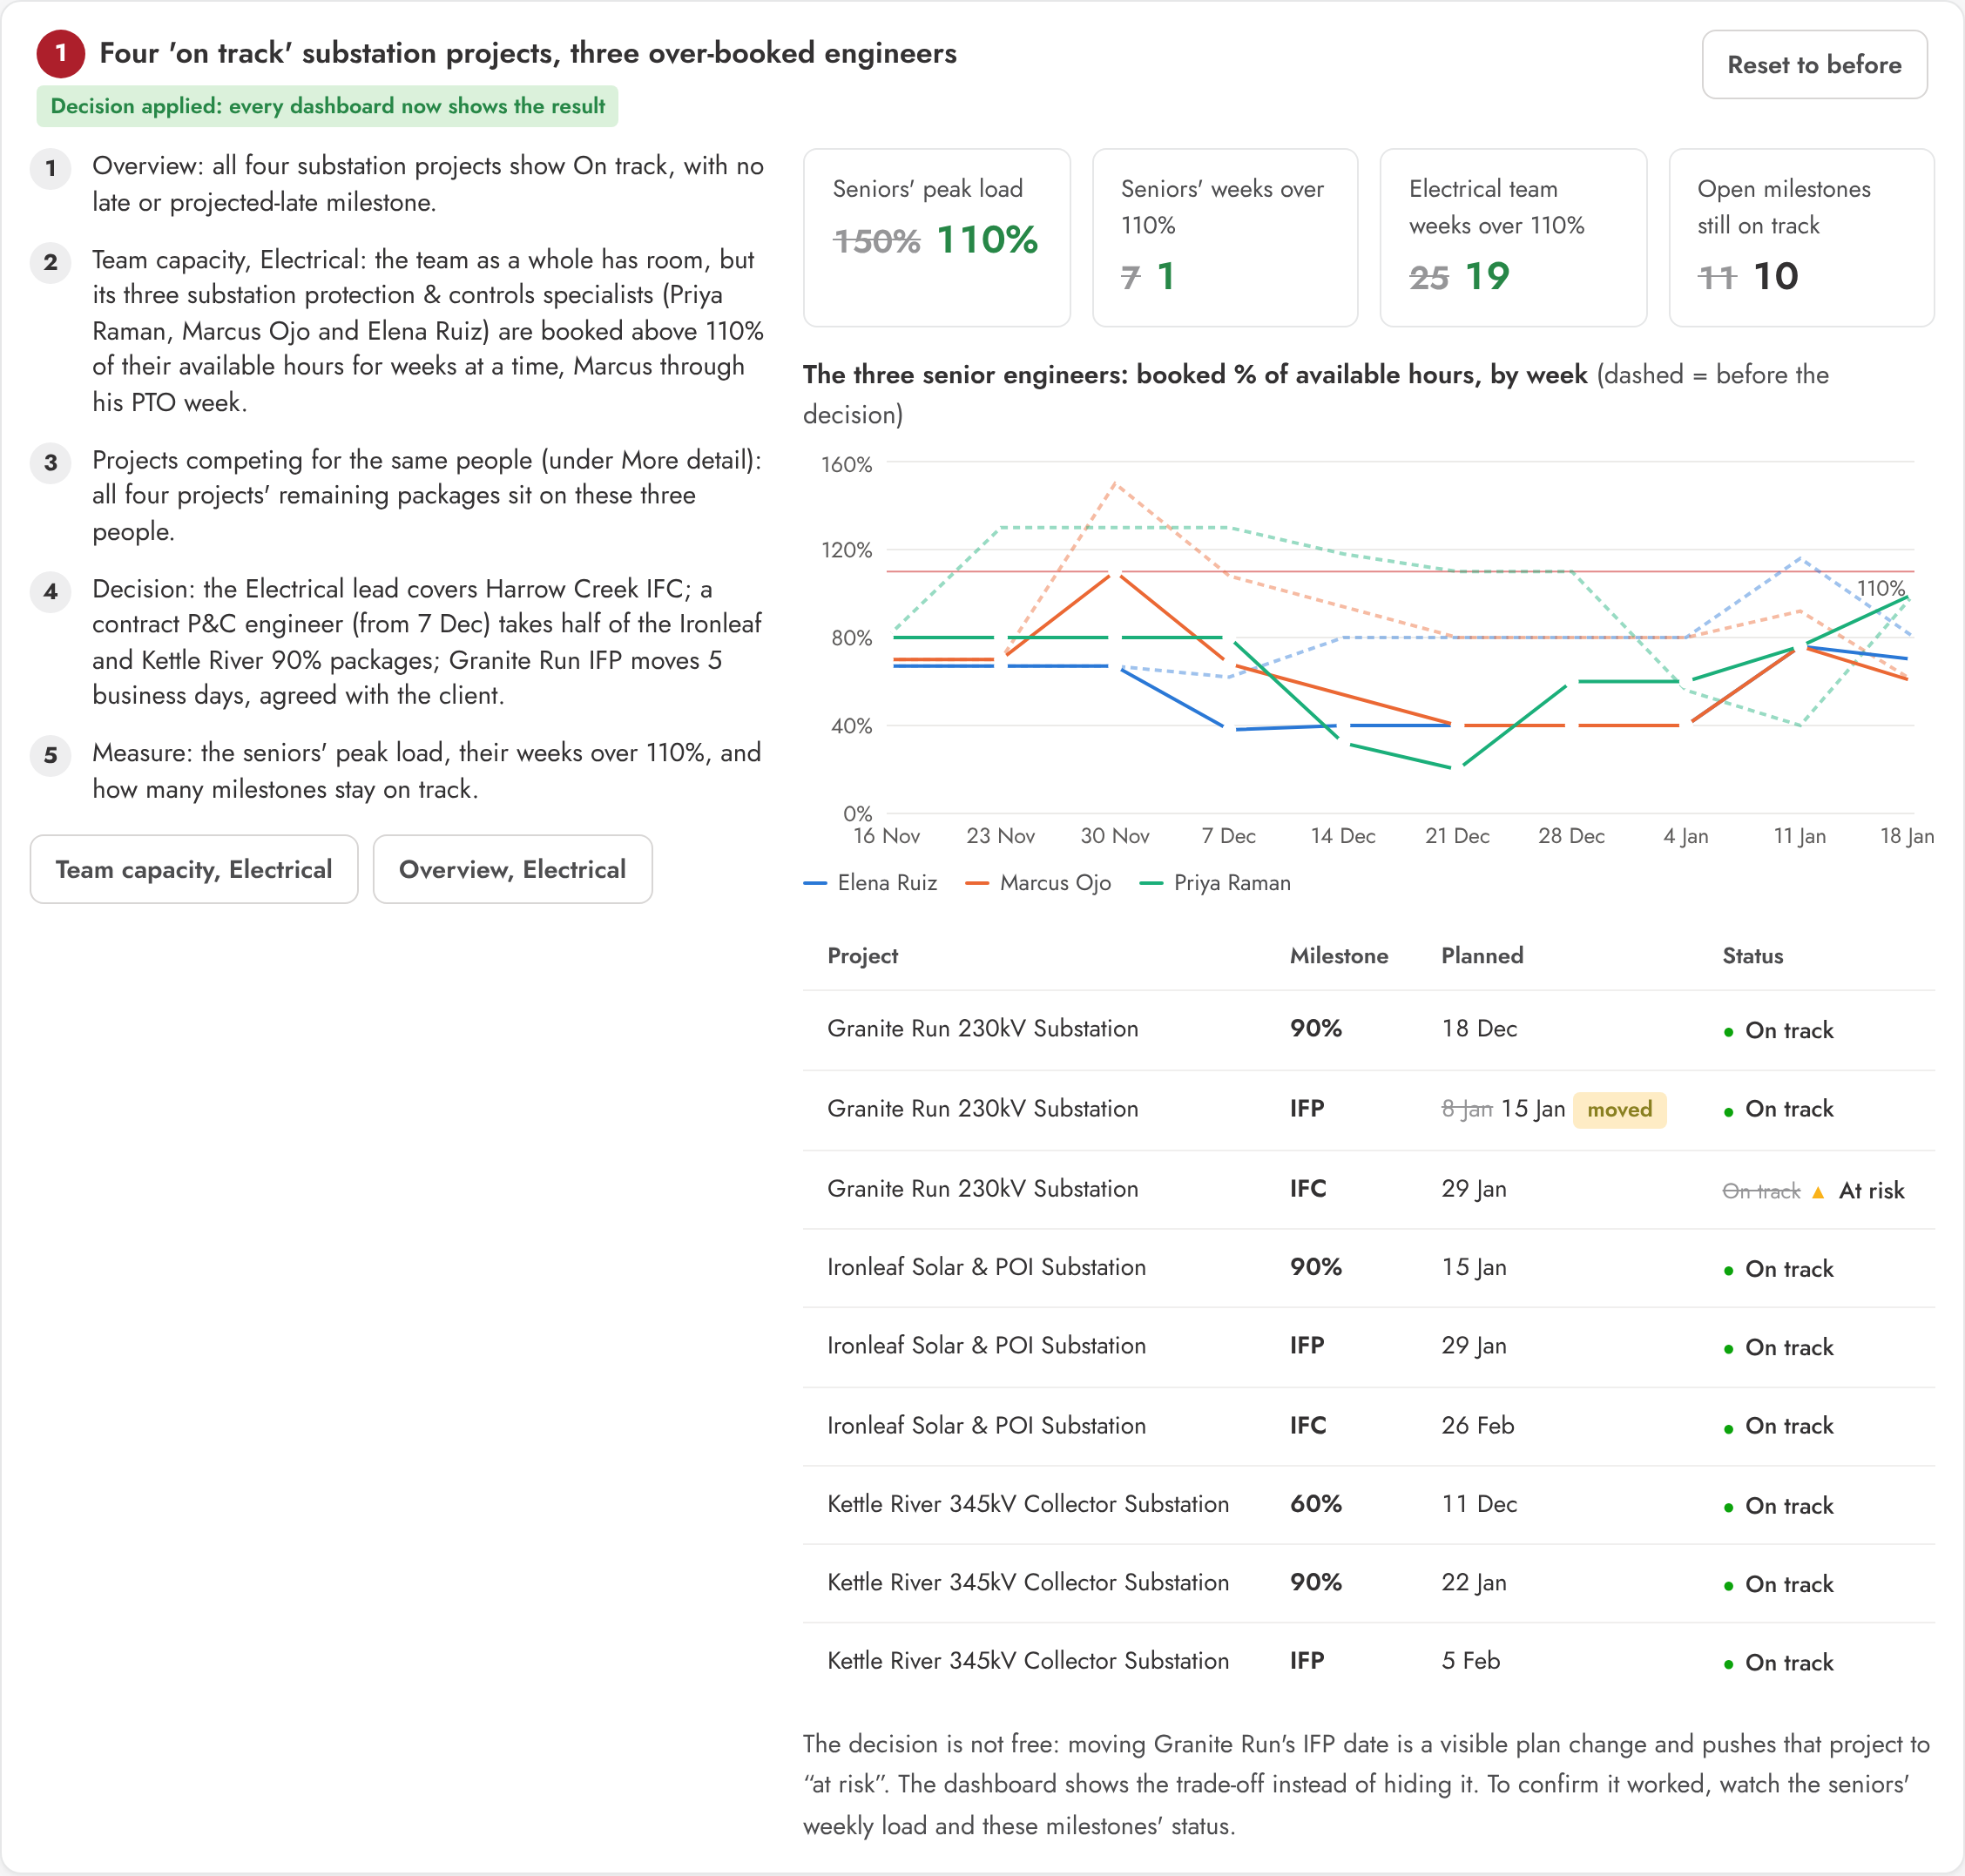 1 Four 'on track' substation projects, three over-booked engineers
Reset to before
Decision applied: every dashboard now shows the result
1 Overview: all four substation projects show On track, with no
late or projected-late milestone.
2 Team capacity, Electrical: the team as a whole has room, but
its three substation protection & controls specialists (Priya
Raman, Marcus Ojo and Elena Ruiz) are booked above 110%
of their available hours for weeks at a time, Marcus through
his PTO week.
3 Projects competing for the same people (under More detail):
all four projects' remaining packages sit on these three
people.
4 Decision: the Electrical lead covers Harrow Creek IFC; a
contract P&C engineer (from 7 Dec) takes half of the Ironleaf
and Kettle River 90% packages; Granite Run IFP moves 5
business days, agreed with the client.
5 Measure: the seniors' peak load, their weeks over 110%, and
how many milestones stay on track.
Team capacity, Electrical
Overview, Electrical
Seniors' peak load
150% 110%
Seniors' weeks over
110%
7 1
Electrical team
weeks over 110%
25 19
Open milestones
still on track
11 10
The three senior engineers: booked % of available hours, by week (dashed = before the
decision)
160%
120%
110%
80%
40%
0%
16 Nov 23 Nov 30 Nov 7 Dec 14 Dec 21 Dec 28 Dec 4 Jan 11 Jan 18 Jan
Elena Ruiz Marcus Ojo Priya Raman
Project Milestone Planned Status
Granite Run 230kV Substation 90% 18 Dec On track
Granite Run 230kV Substation IFP 8 Jan 15 Jan moved On track
Granite Run 230kV Substation IFC 29 Jan On track At risk
Ironleaf Solar & POI Substation 90% 15 Jan On track
Ironleaf Solar & POI Substation IFP 29 Jan On track
Ironleaf Solar & POI Substation IFC 26 Feb On track
Kettle River 345kV Collector Substation 60% 11 Dec On track
Kettle River 345kV Collector Substation 90% 22 Jan On track
Kettle River 345kV Collector Substation IFP 5 Feb On track
The decision is not free: moving Granite Run's IFP date is a visible plan change and pushes that project to
“at risk”. The dashboard shows the trade-off instead of hiding it. To confirm it worked, watch the seniors'
weekly load and these milestones' status.